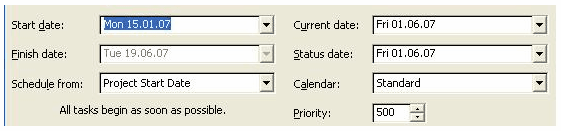 Start date: Mon 15.01.07 Current date: Fri 01.06.07
Finish date: Tue 19.06.07 Status date: Fri 01.06.07
Schedule from: Project Start Date Calendar: Standard
All tasks begin as soon as possible. Priority: 500